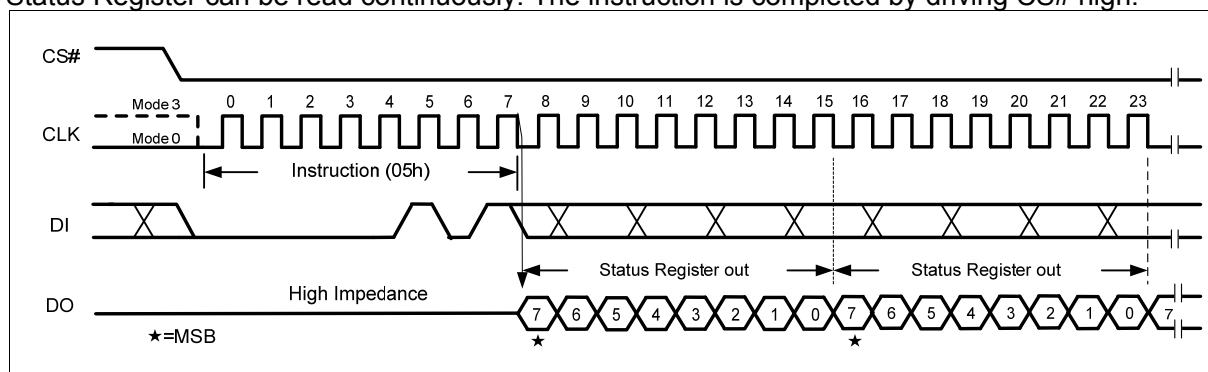 Status Register can be read continuously. The Instruction is completed by driving CS# high.
CS#
Mode 3
0 1 2 3 4 5 6 7 8 9 10 11 12 13 14 15 16 17 18 19 20 21 22 23
CLK
Mode 0
Instruction (05h)
DI
Status Register out Status Register out
High Impedance
DO
7 6 5 4 3 2 1 0 7 6 5 4 3 2 1 0 7
★ ★
★=MSB